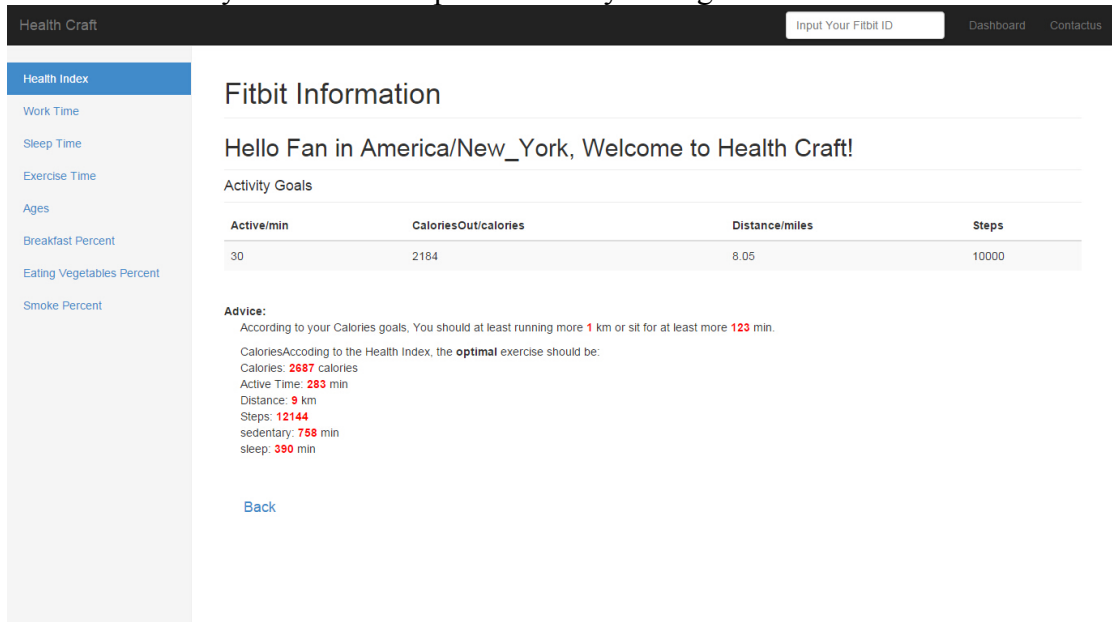 Health Craft
Input Your Fitbit ID
Dashboard
Contactus
Health Index
Work Time
Sleep Time
Exercise Time
Ages
Breakfast Percent
Eating Vegetables Percent
Smoke Percent
Fitbit Information
Hello Fan in America/New_York, Welcome to Health Craft!
Activity Goals
Active/min CaloriesOut/calories Distance/miles Steps
30 2184 8.05 10000
Advice:
According to your Calories goals, You should at least running more 1 km or sit for at least more 123 min.
CaloriesAccoding to the Health Index, the optimal exercise should be:
Calories: 2687 calories
Active Time: 283 min
Distance: 9 km
Steps: 12144
sedentary: 758 min
sleep: 390 min
Back